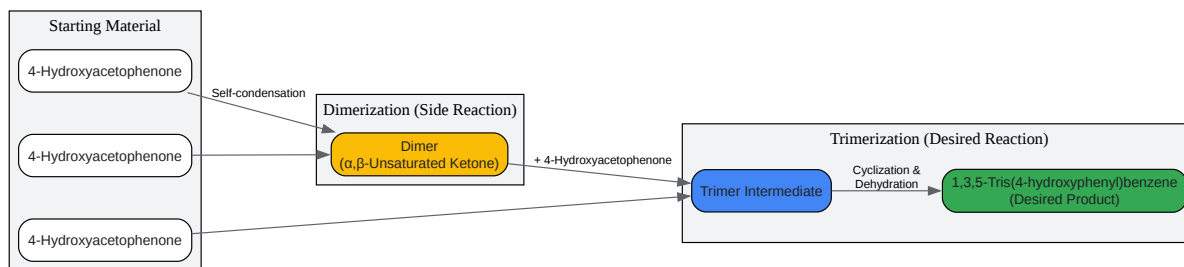 Starting Material
4-Hydroxyacetophenone
4-Hydroxyacetophenone
4-Hydroxyacetophenone
Self-condensation
Dimerization (Side Reaction)
Dimer
(α,β-Unsaturated Ketone)
+ 4-Hydroxyacetophenone
Trimerization (Desired Reaction)
Trimer Intermediate
Cyclization &
Dehydration
1,3,5-Tris(4-hydroxyphenyl)benzene
(Desired Product)